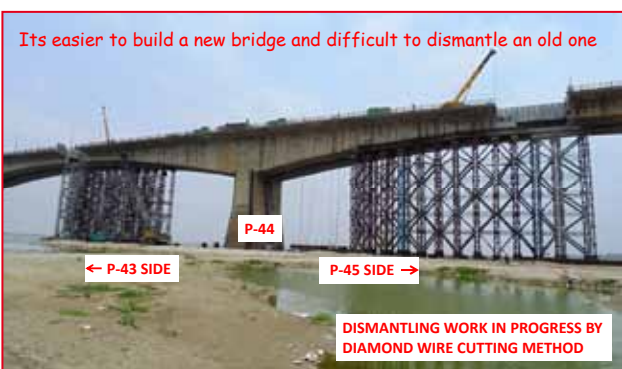 Its easier to build a new bridge and difficult to dismantle an old one
P-44
← P-43 SIDE
P-45 SIDE →
DISMANTLING WORK IN PROGRESS BY
DIAMOND WIRE CUTTING METHOD